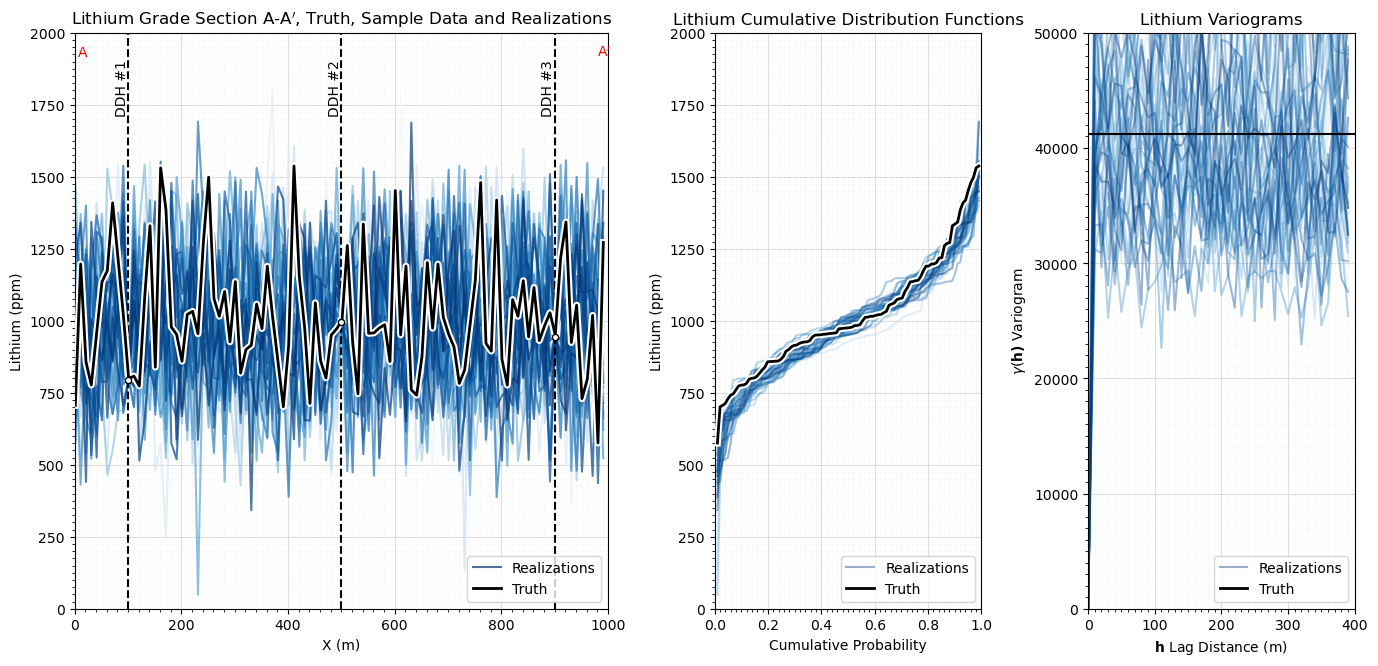 Lithium Grade Section A-A′, Truth, Sample Data and Realizations
Lithium (ppm)
2000
1750
1500
1250
1000
750
500
250
0
A
DDH #1
DDH #2
DDH #3
A
Realizations
Truth
0
200
400
600
800
1000
X (m)
Lithium Cumulative Distribution Functions
Lithium (ppm)
2000
1750
1500
1250
1000
750
500
250
0
Realizations
Truth
0.0
0.2
0.4
0.6
0.8
1.0
Cumulative Probability
Lithium Variograms
γ(h) Variogram
50000
40000
30000
20000
10000
0
Realizations
Truth
0
100
200
300
400
h Lag Distance (m)